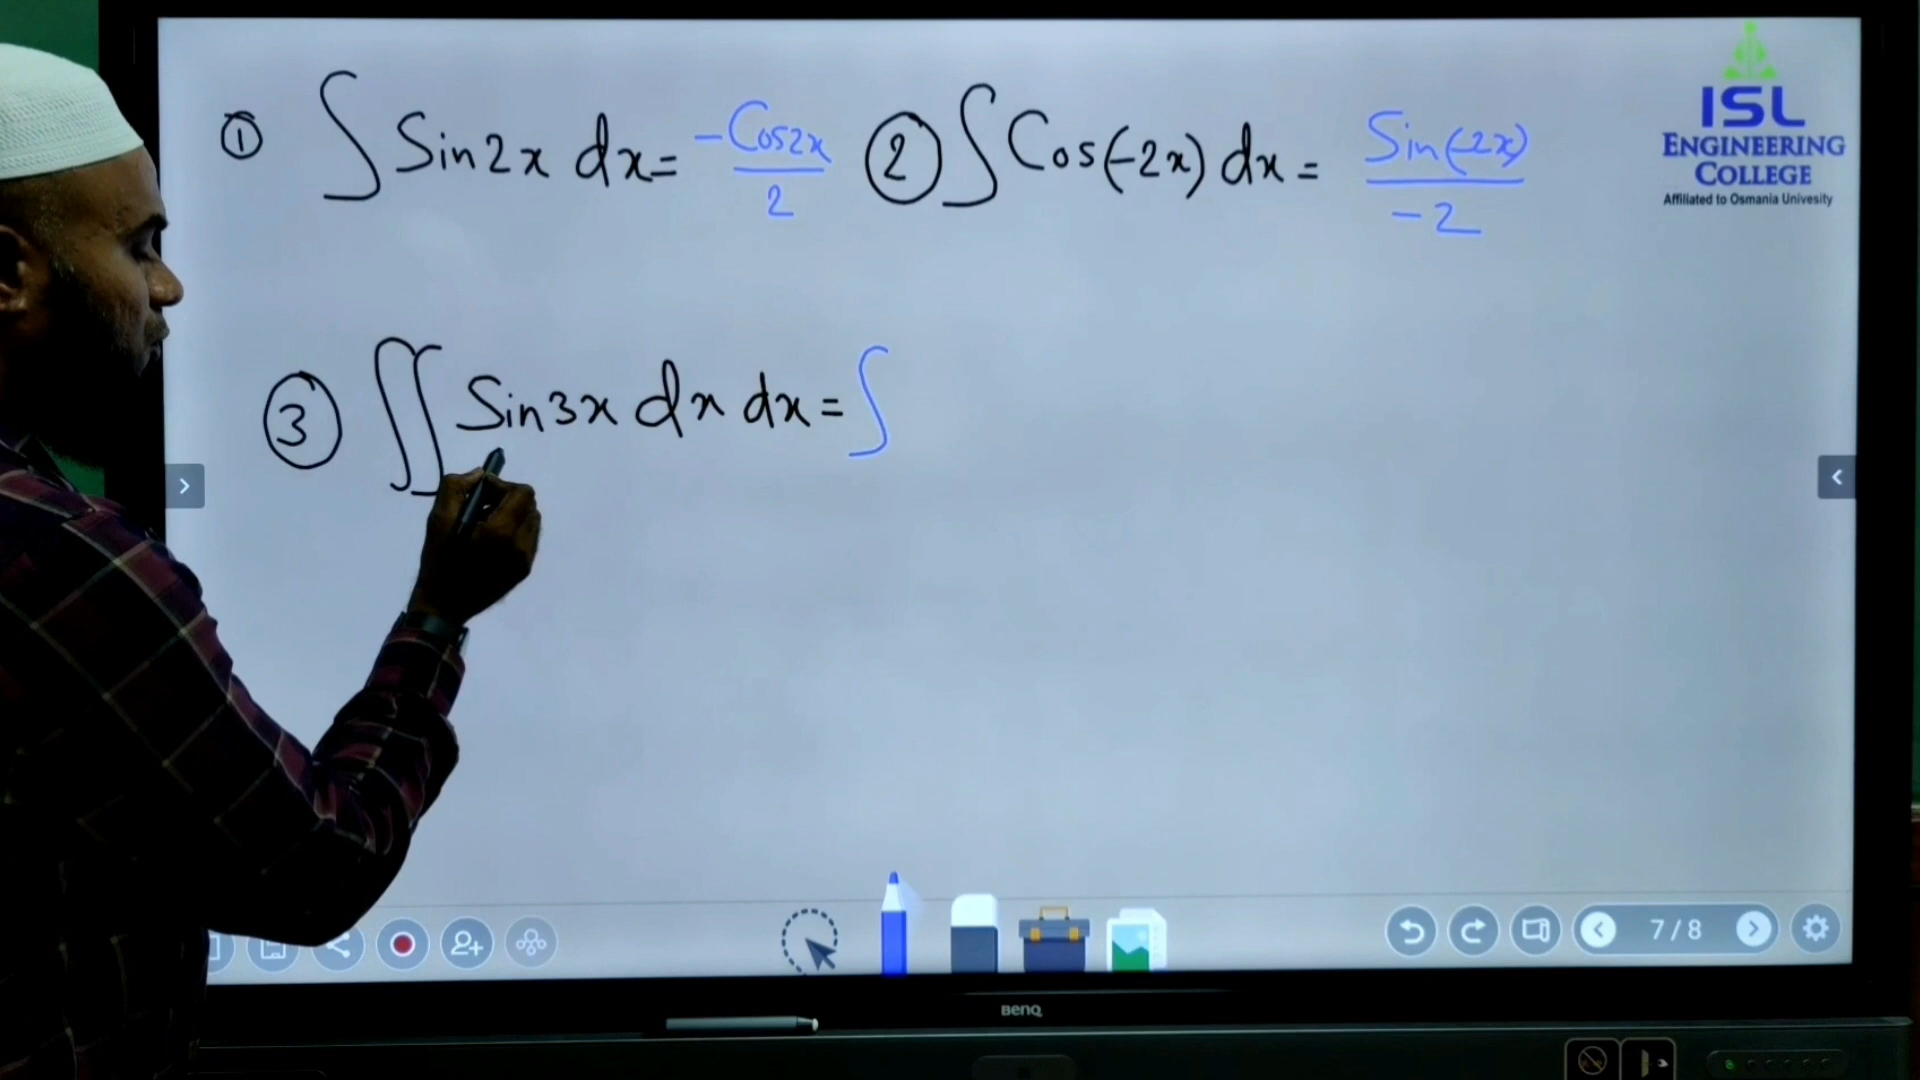 ① ∫ Sin2x dx = -Cos2x/2 ② ∫ Cos(-2x) dx = Sin(-2x)/-2
ISL
ENGINEERING
COLLEGE
Affiliated to Osmania Univesity
③ ∫∫ Sin3x dx dx = ∫
7/8
BenQ